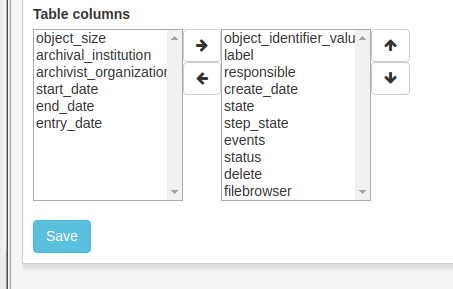 Table columns
object_size
archival_institution
archivist_organization
start_date
end_date
entry_date
object_identifier_valu
label
responsible
create_date
state
step_state
events
status
delete
filebrowser
Save